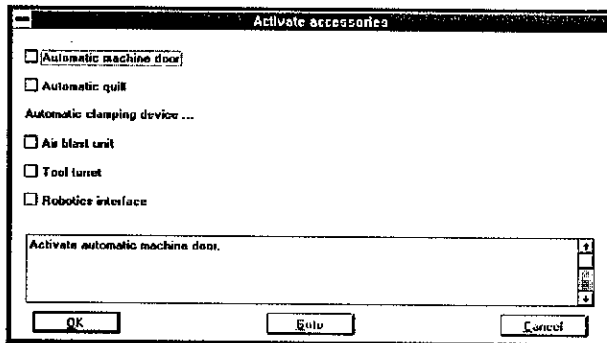 Activate accessories
Automatic machine door
Automatic quill
Automatic clamping device ...
Air blast unit
Tool turret
Robotics interface
Activate automatic machine door.
OK
Goto
Cancel